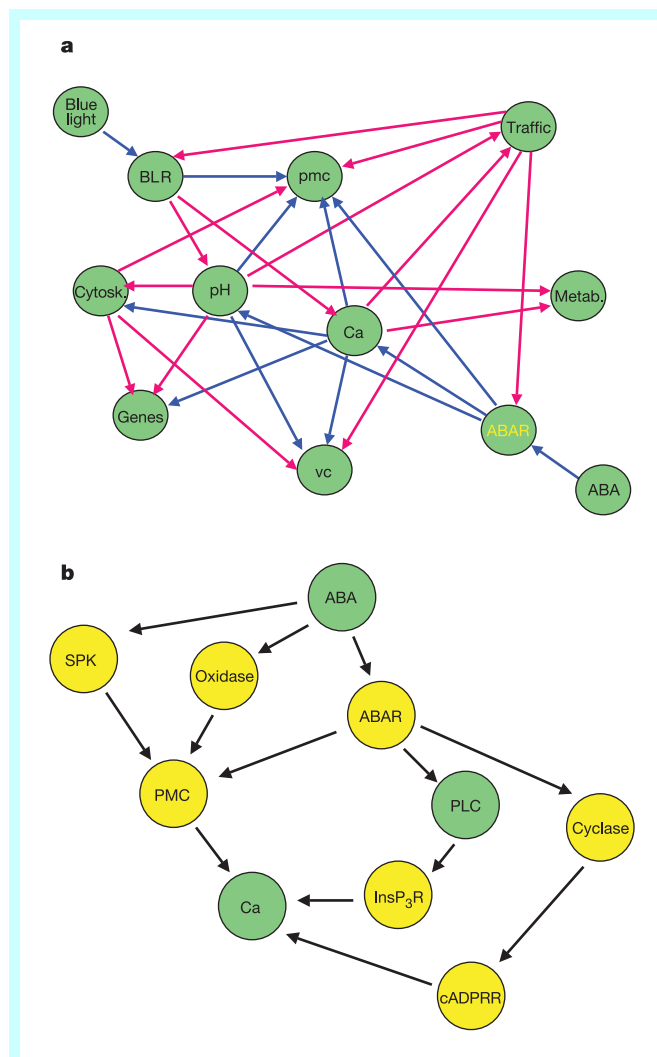 a
Blue
light
Traffic
BLR
pmc
Cytosk.
pH
Metab.
Ca
Genes
ABAR
vc
ABA
b
ABA
SPK
Oxidase
ABAR
PMC
PLC
Cyclase
InsP₃R
Ca
cADPRR